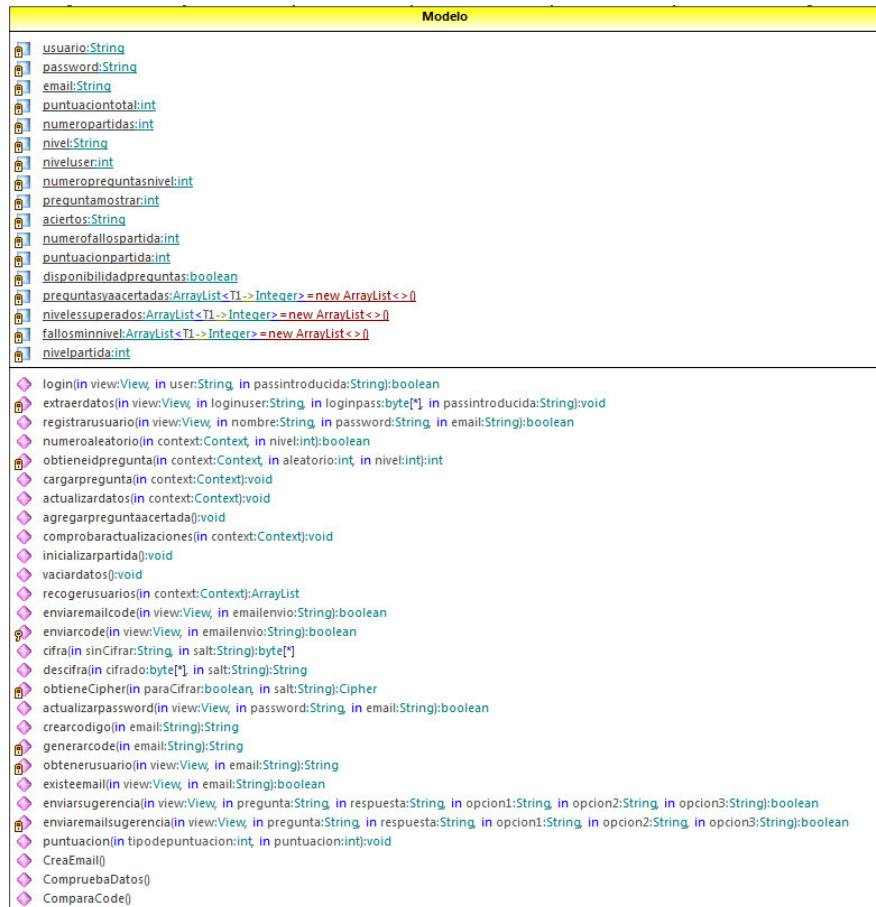 Modelo
usuario:String
password:String
email:String
puntuaciontotal:int
numeropartidas:int
nivel:String
niveluser:int
numeropreguntasnivel:int
preguntamostrar:int
aciertos:String
numerofallospartida:int
puntuacionpartida:int
disponibilidadpreguntas:boolean
preguntasyaacertadas:ArrayList<T1->Integer>=new ArrayList<>()
nivelessuperados:ArrayList<T1->Integer>=new ArrayList<>()
fallosminnivel:ArrayList<T1->Integer>=new ArrayList<>()
nivelpartida:int
login(in view:View, in user:String, in passintroducida:String):boolean
extraerdatos(in view:View, in loginuser:String, in loginpass:byte[*], in passintroducida:String):void
registrarusuario(in view:View, in nombre:String, in password:String, in email:String):boolean
numeroaleatorio(in context:Context, in nivel:int):boolean
obtieneidpregunta(in context:Context, in aleatorio:int, in nivel:int):int
cargarpregunta(in context:Context):void
actualizardatos(in context:Context):void
agregarpreguntaacertada():void
comprobaractualizaciones(in context:Context):void
inicializarpartida():void
vaciardatos():void
recogerusuarios(in context:Context):ArrayList
enviaremailcode(in view:View, in emailenvio:String):boolean
enviarcode(in view:View, in emailenvio:String):boolean
cifra(in sinCifrar:String, in salt:String):byte[*]
descifra(in cifrado:byte[*], in salt:String):String
obtieneCipher(in paraCifrar:boolean, in salt:String):Cipher
actualizarpassword(in view:View, in password:String, in email:String):boolean
crearcodigo(in email:String):String
generarcode(in email:String):String
obtenerusuario(in view:View, in email:String):String
existeemail(in view:View, in email:String):boolean
enviarsugerencia(in view:View, in pregunta:String, in respuesta:String, in opcion1:String, in opcion2:String, in opcion3:String):boolean
enviaremailsugerencia(in view:View, in pregunta:String, in respuesta:String, in opcion1:String, in opcion2:String, in opcion3:String):boolean
puntuacion(in tipodepuntuacion:int, in puntuacion:int):void
CreaEmail()
CompruebaDatos()
ComparaCode()